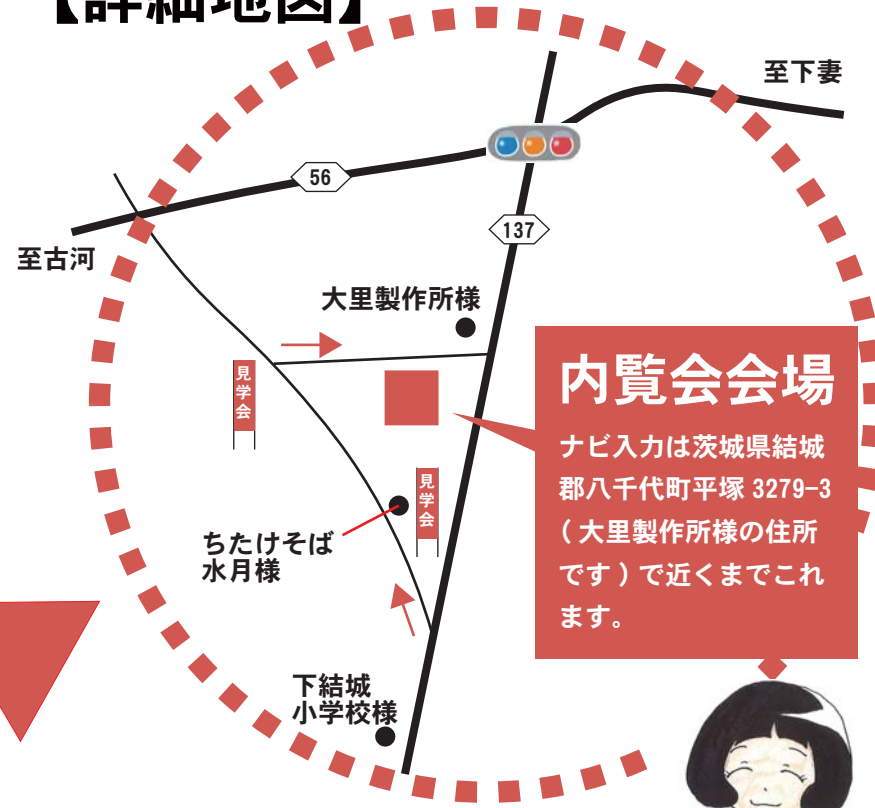 【詳細地図】
至下妻
56
137
至古河
大里製作所様
見学会
内覧会会場
ナビ入力は茨城県結城
郡八千代町平塚 3279-3
( 大里製作所様の住所
です ) で近くまでこれ
ます。
見学会
ちたけそば
水月様
下結城
小学校様